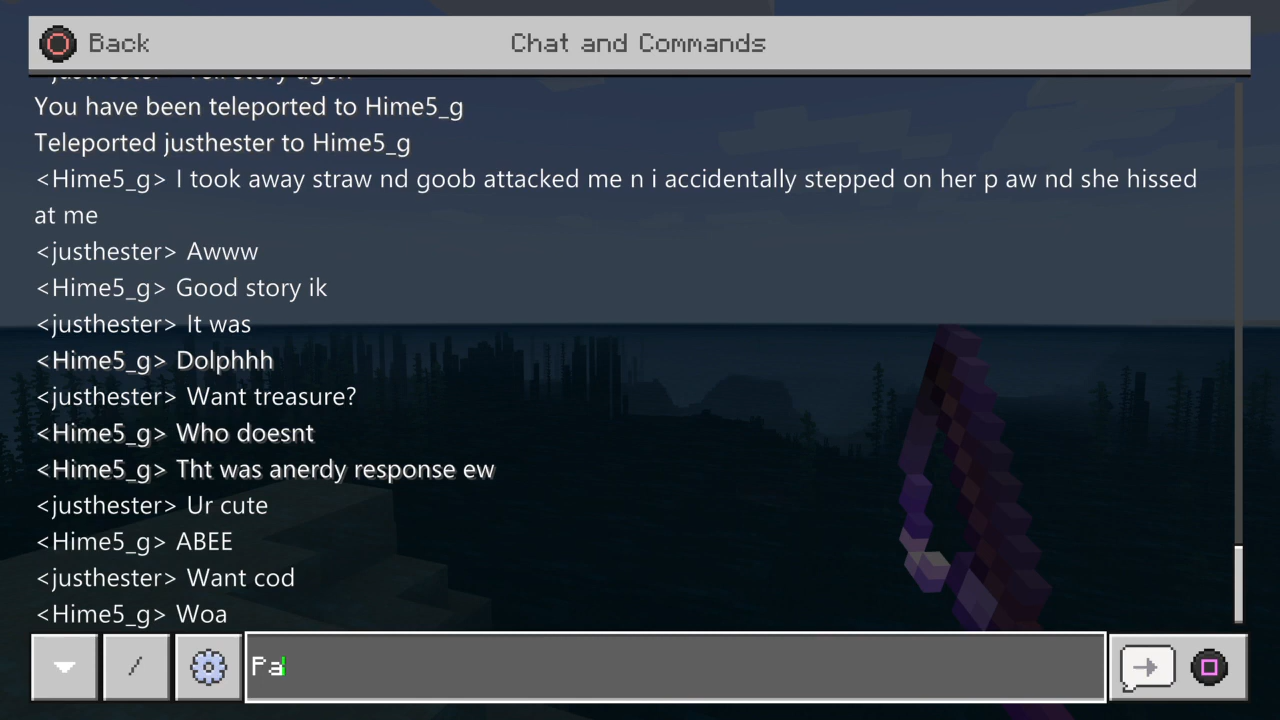 Back
Chat and Commands
You have been teleported to Hime5_g
Teleported justhester to Hime5_g
<Hime5_g> I took away straw nd goob attacked me n i accidentally stepped on her p aw nd she hissed
at me
<justhester> Awww
<Hime5_g> Good story ik
<justhester> It was
<Hime5_g> Dolphhh
<justhester> Want treasure?
<Hime5_g> Who doesnt
<Hime5_g> Tht was anerdy response ew
<justhester> Ur cute
<Hime5_g> ABEE
<justhester> Want cod
<Hime5_g> Woa
/
Pa